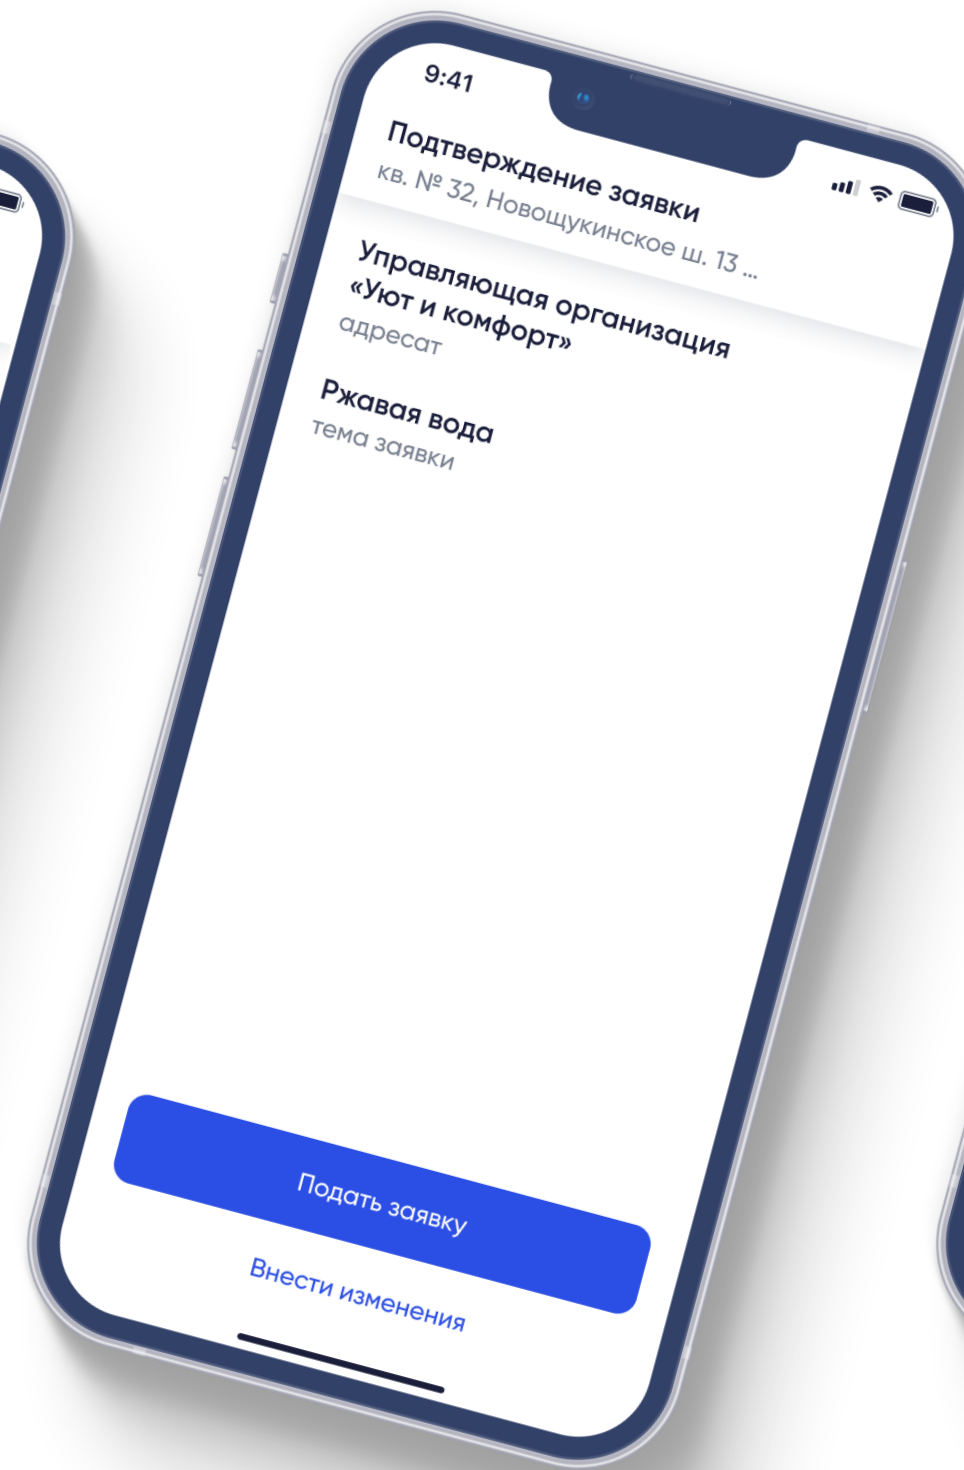 9:41
Подтверждение заявки
кв. № 32, Новощукинское ш. 13 ...
Управляющая организация
«Уют и комфорт»
адресат
Ржавая вода
тема заявки
Подать заявку
Внести изменения